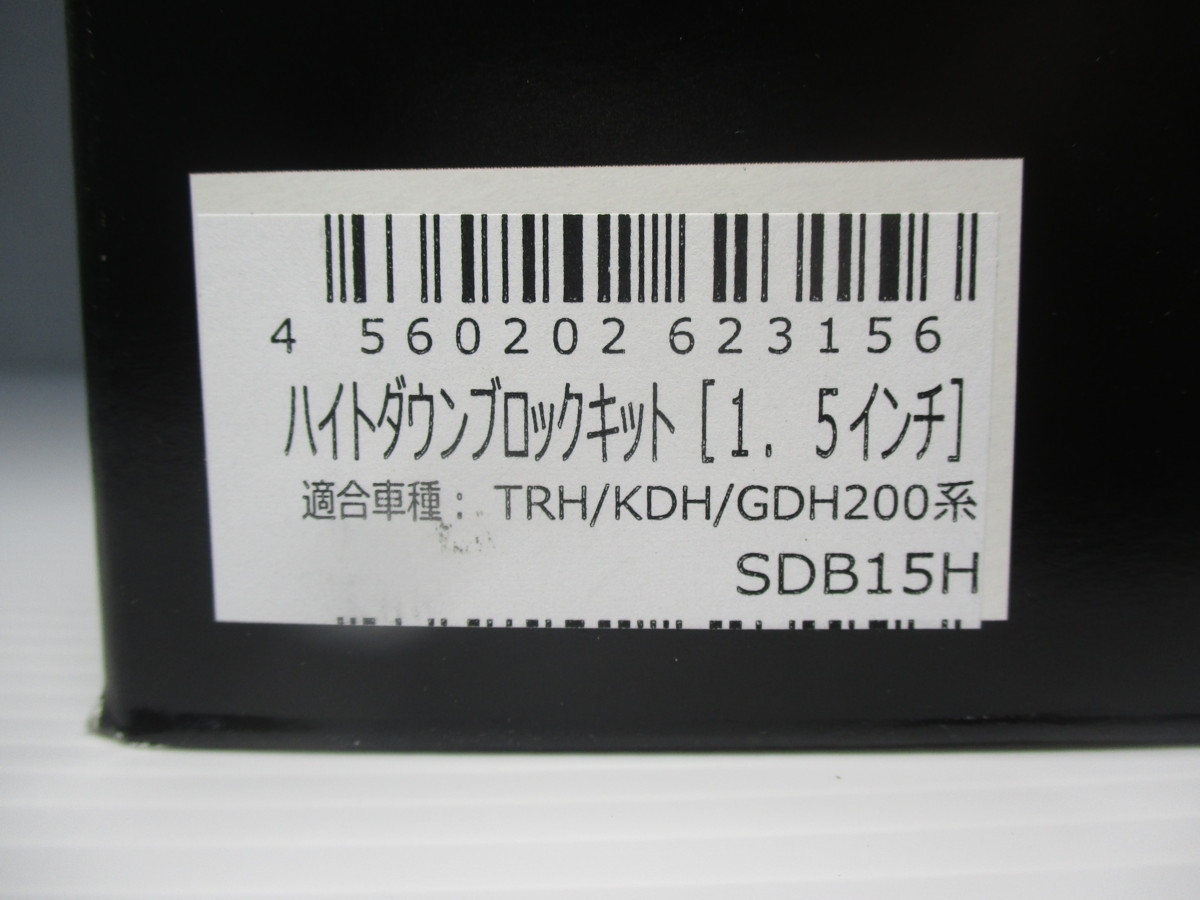 4 560202 623156
ハイトダウンブロックキット [1．5インチ]
適合車種： TRH/KDH/GDH200系
SDB15H